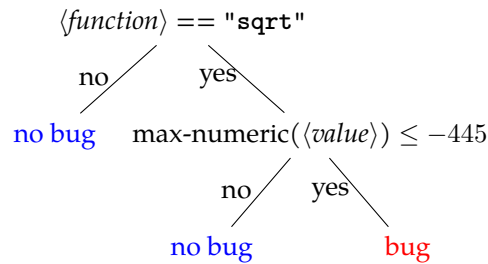 ⟨function⟩ == "sqrt"
no yes
no bug max-numeric(⟨value⟩) ≤ −445
no yes
no bug bug